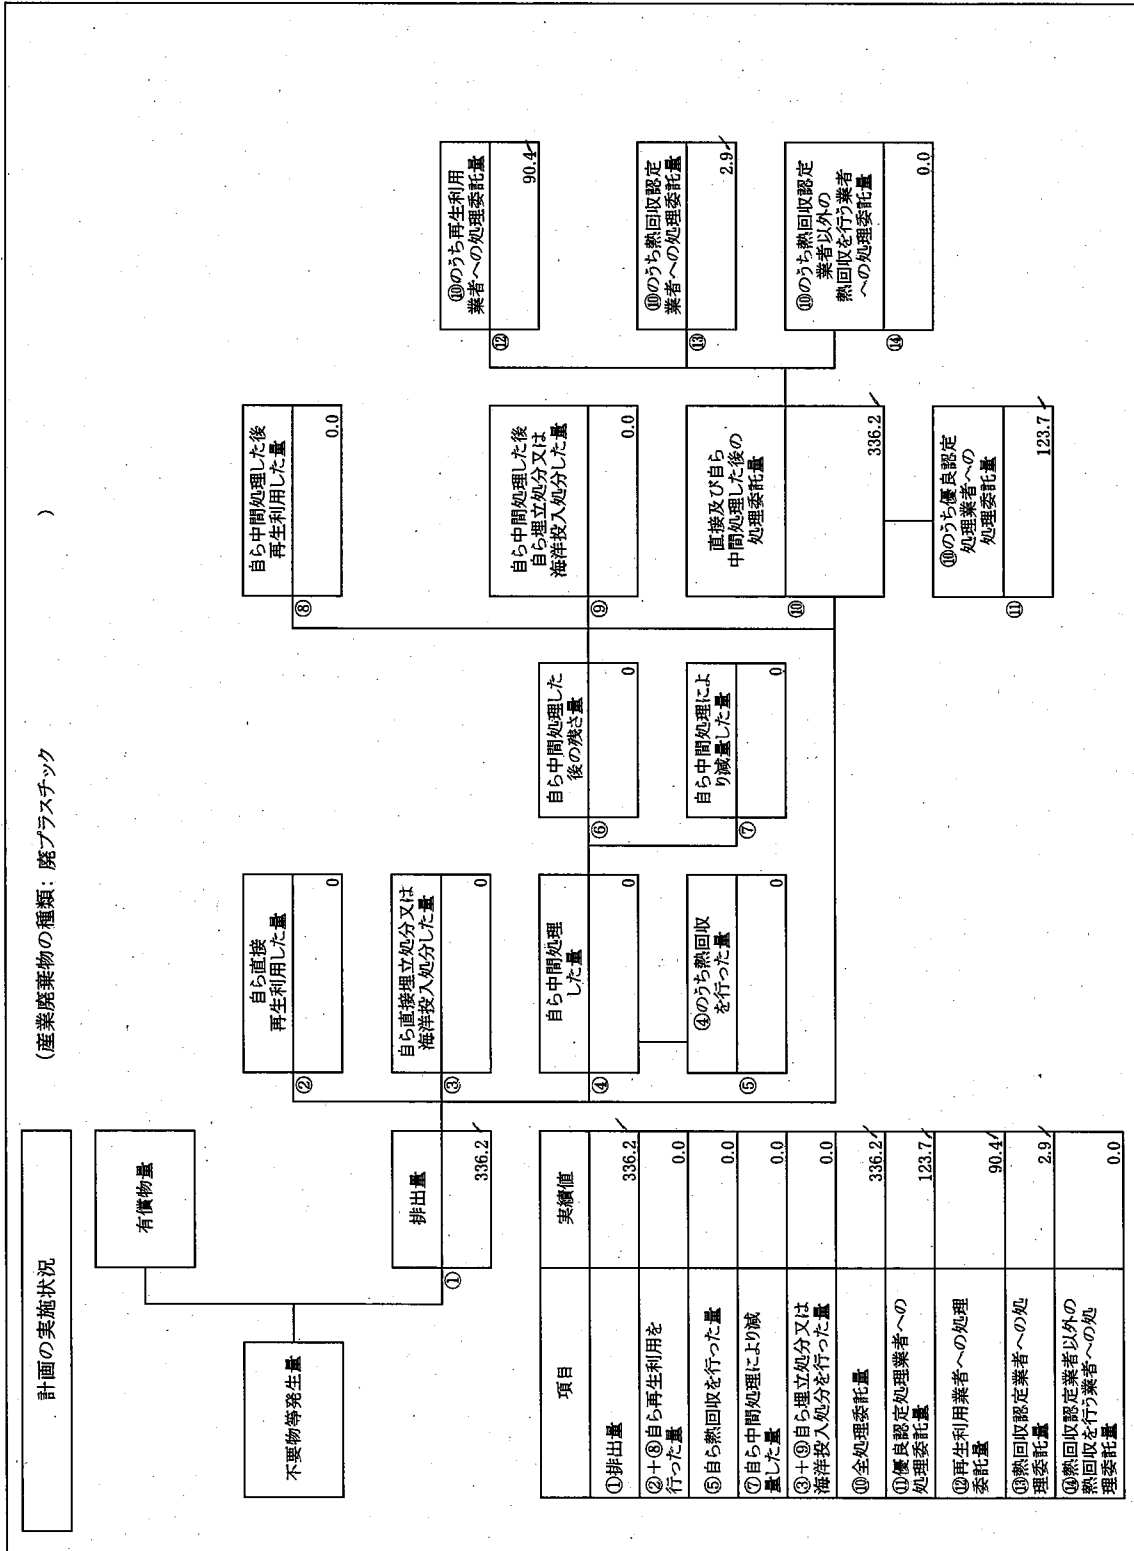 計画の実施状況
(産業廃棄物の種類: 廃プラスチック
)
不要物等発生量
有償物量
①
排出量
336.2
②
自ら直接
再生利用した量
0
③
自ら直接埋立処分又は
海洋投入処分した量
0
④
自ら中間処理
した量
0
⑤
④のうち熱回収
を行った量
0
⑥
自ら中間処理した
後の残さ量
0
⑦
自ら中間処理によ
り減量した量
0
⑧
自ら中間処理した後
再生利用した量
0.0
⑨
自ら中間処理した後
自ら埋立処分又は
海洋投入処分した量
0.0
⑩
直接及び自ら
中間処理した後の
処理委託量
336.2
⑪
⑩のうち優良認定
処理業者への
処理委託量
123.7
⑫
⑩のうち再生利用
業者への処理委託量
90.4
⑬
⑩のうち熱回収認定
業者への処理委託量
2.9
⑭
⑩のうち熱回収認定
業者以外の
熱回収を行う業者
への処理委託量
0.0
項目 実績値
①排出量 336.2
②+⑧自ら再生利用を
行った量 0.0
⑤自ら熱回収を行った量 0.0
⑦自ら中間処理により減
量した量 0.0
③+⑨自ら埋立処分又は
海洋投入処分を行った量 0.0
⑩全処理委託量 336.2
⑪優良認定処理業者への
処理委託量 123.7
⑫再生利用業者への処理
委託量 90.4
⑬熱回収認定業者への処
理委託量 2.9
⑭熱回収認定業者以外の
熱回収を行う業者への処
理委託量 0.0